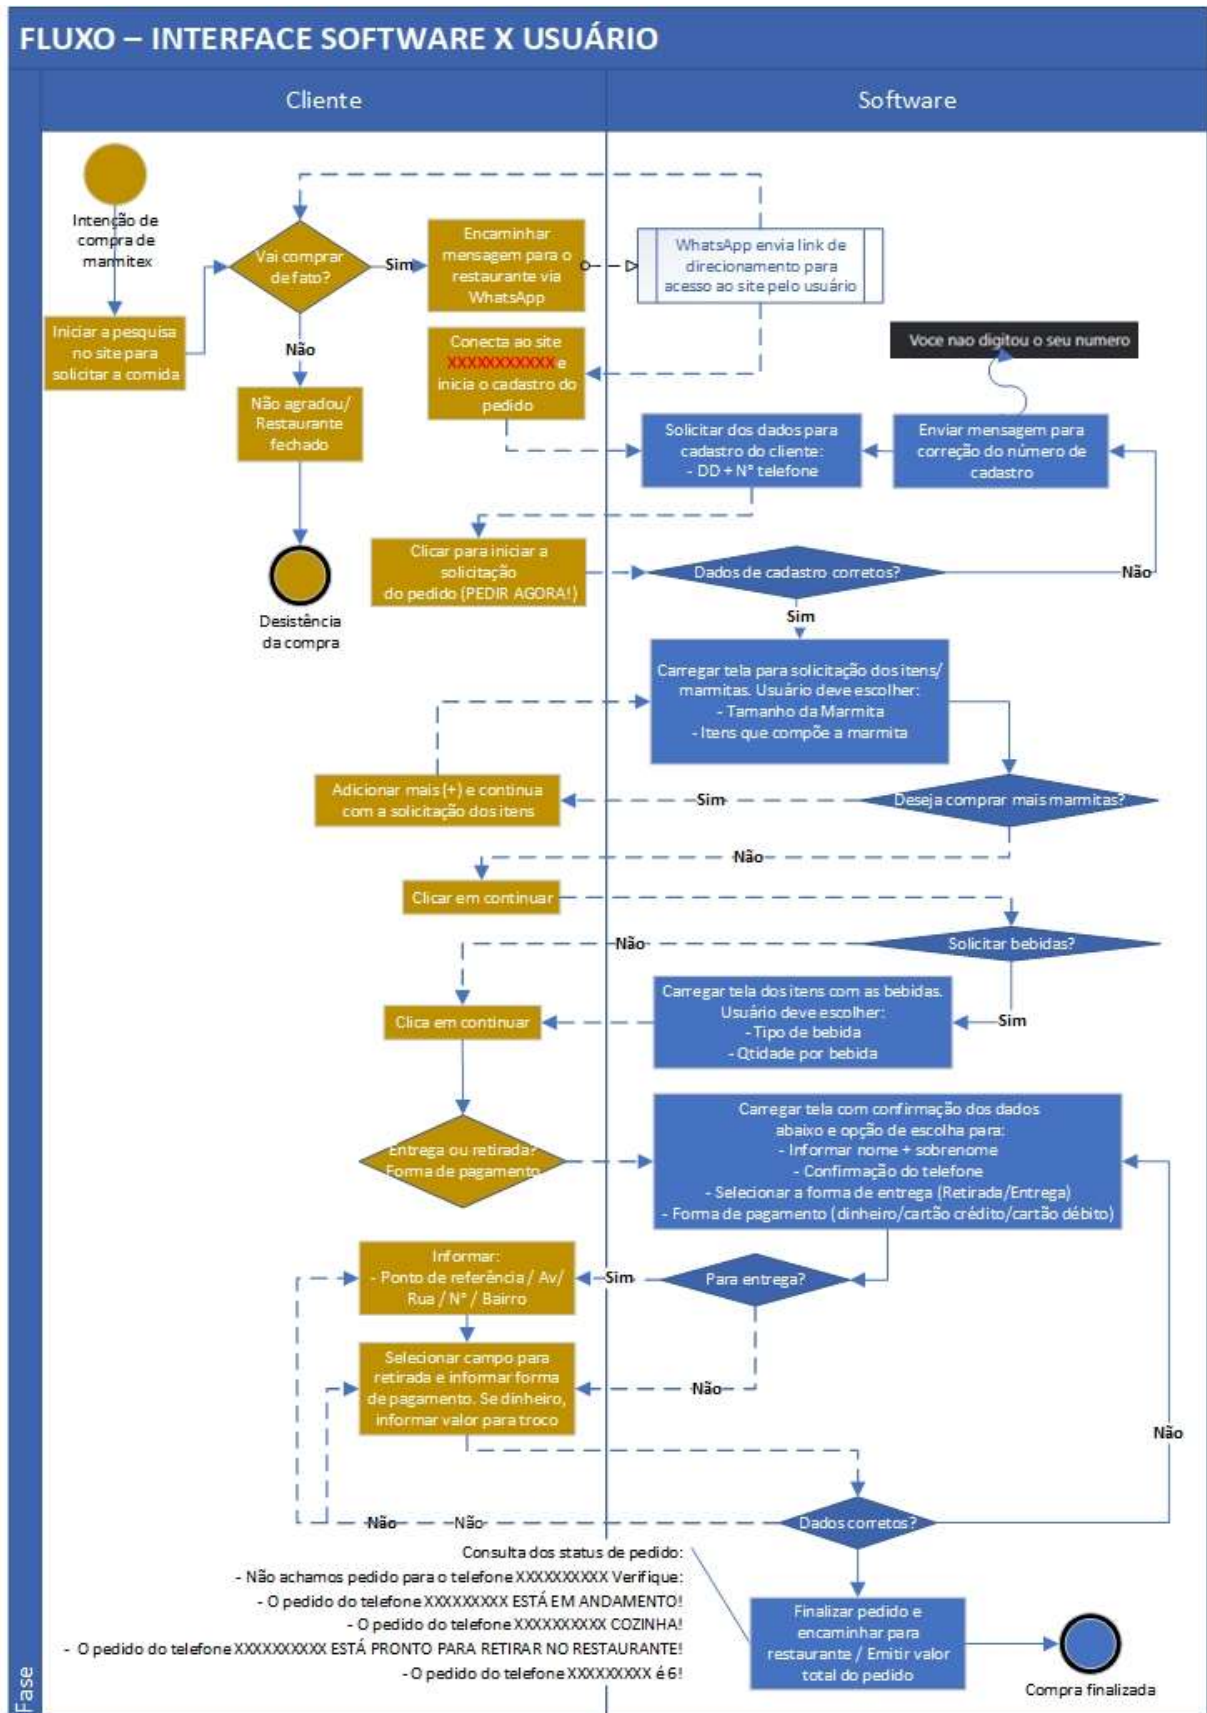 FLUXO – INTERFACE SOFTWARE X USUÁRIO
Cliente
Software
Intenção de
compra de
marmitex
Iniciar a pesquisa
no site para
solicitar a comida
Vai comprar
de fato?
Sim
Encaminhar
mensagem para o
restaurante via
WhatsApp
WhatsApp envia link de
direcionamento para
acesso ao site pelo usuário
Não
Não agradou/
Restaurante
fechado
Desistência
da compra
Conecta ao site
XXXXXXXXXXX e
inicia o cadastro do
pedido
Voce nao digitou o seu numero
Solicitar dos dados para
cadastro do cliente:
- DD + N° telefone
Enviar mensagem para
correção do número de
cadastro
Clicar para iniciar a
solicitação
do pedido (PEDIR AGORA!)
Dados de cadastro corretos?
Não
Sim
Carregar tela para solicitação dos itens/
marmitas. Usuário deve escolher:
- Tamanho da Marmita
- Itens que compõe a marmita
Adicionar mais (+) e continua
com a solicitação dos itens
Sim
Deseja comprar mais marmitas?
Não
Clicar em continuar
Não
Solicitar bebidas?
Sim
Carregar tela dos itens com as bebidas.
Usuário deve escolher:
- Tipo de bebida
- Qtidade por bebida
Clica em continuar
Entrega ou retirada?
Forma de pagamento
Carregar tela com confirmação dos dados
abaixo e opção de escolha para:
- Informar nome + sobrenome
- Confirmação do telefone
- Selecionar a forma de entrega (Retirada/Entrega)
- Forma de pagamento (dinheiro/cartão crédito/cartão débito)
Informar:
- Ponto de referência / Av/
Rua / N° / Bairro
Sim
Para entrega?
Selecionar campo para
retirada e informar forma
de pagamento. Se dinheiro,
informar valor para troco
Não
Não
Não
Não
Dados corretos?
Consulta dos status de pedido:
- Não achamos pedido para o telefone XXXXXXXXXX Verifique:
- O pedido do telefone XXXXXXXXX ESTÁ EM ANDAMENTO!
- O pedido do telefone XXXXXXXXXX COZINHA!
- O pedido do telefone XXXXXXXXXX ESTÁ PRONTO PARA RETIRAR NO RESTAURANTE!
- O pedido do telefone XXXXXXXXX é 6!
Finalizar pedido e
encaminhar para
restaurante / Emitir valor
total do pedido
Compra finalizada
Fase